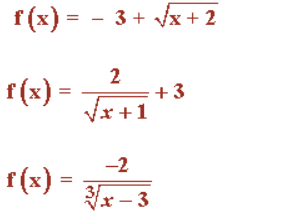 f(x) = - 3 + √(x + 2)
f(x) = 2/√(x + 1) + 3
f(x) = -2/∛(x - 3)